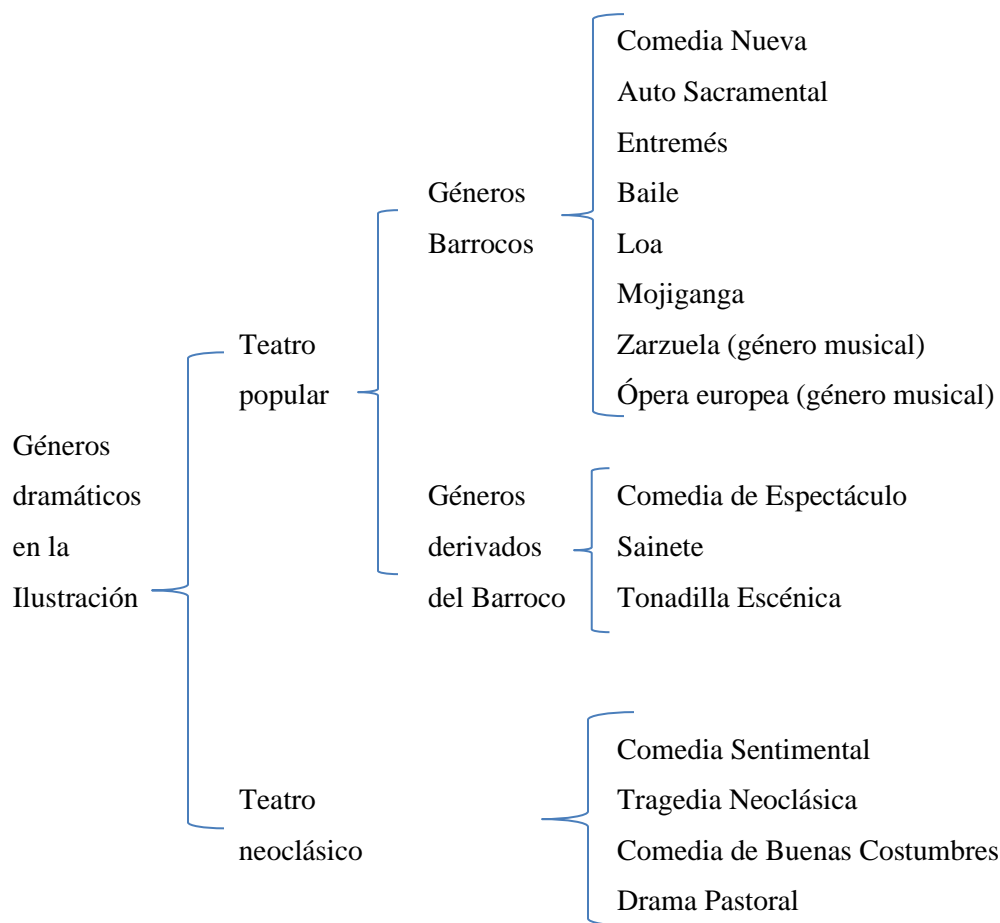 Géneros
dramáticos
en la
Ilustración
Teatro
popular
Géneros
Barrocos
Comedia Nueva
Auto Sacramental
Entremés
Baile
Loa
Mojiganga
Zarzuela (género musical)
Ópera europea (género musical)
Géneros
derivados
del Barroco
Comedia de Espectáculo
Sainete
Tonadilla Escénica
Teatro
neoclásico
Comedia Sentimental
Tragedia Neoclásica
Comedia de Buenas Costumbres
Drama Pastoral